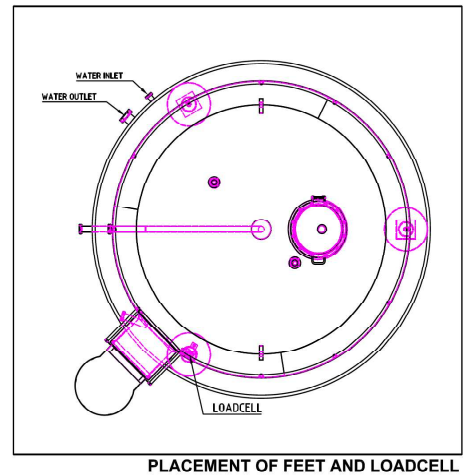 WATER INLET
WATER OUTLET
LOADCELL
PLACEMENT OF FEET AND LOADCELL